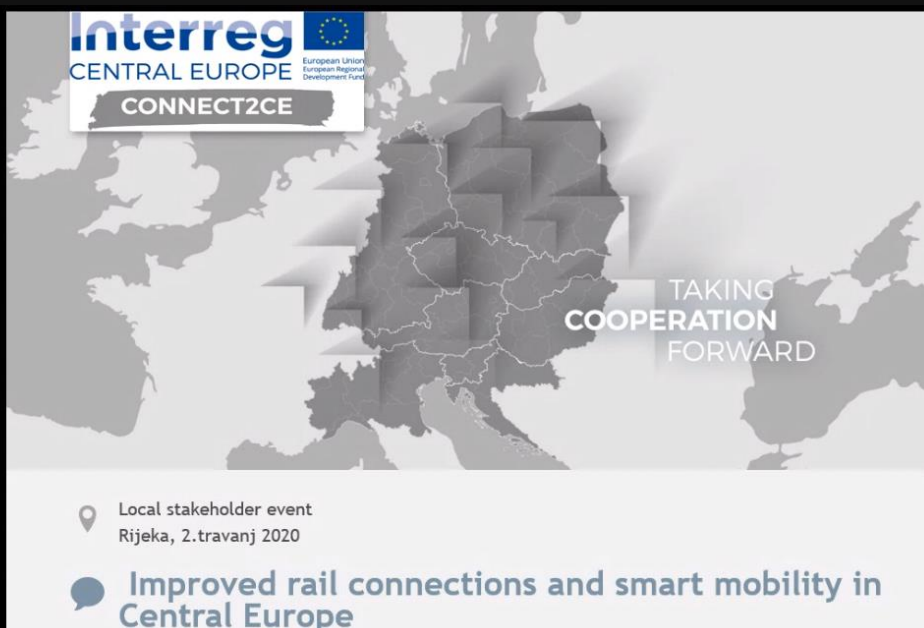 Interreg
CENTRAL EUROPE
European Union
European Regional
Development Fund
CONNECT2CE
TAKING
COOPERATION
FORWARD
Local stakeholder event
Rijeka, 2.travanj 2020
Improved rail connections and smart mobility in
Central Europe